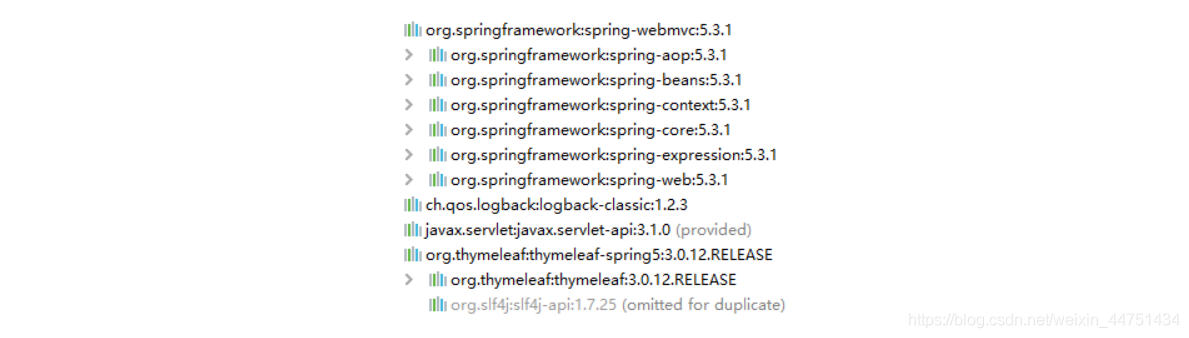 org.springframework:spring-webmvc:5.3.1
org.springframework:spring-aop:5.3.1
org.springframework:spring-beans:5.3.1
org.springframework:spring-context:5.3.1
org.springframework:spring-core:5.3.1
org.springframework:spring-expression:5.3.1
org.springframework:spring-web:5.3.1
ch.qos.logback:logback-classic:1.2.3
javax.servlet:javax.servlet-api:3.1.0 (provided)
org.thymeleaf:thymeleaf-spring5:3.0.12.RELEASE
org.thymeleaf:thymeleaf:3.0.12.RELEASE
org.slf4j:slf4j-api:1.7.25 (omitted for duplicate)
https://blog.csdn.net/weixin_44751434